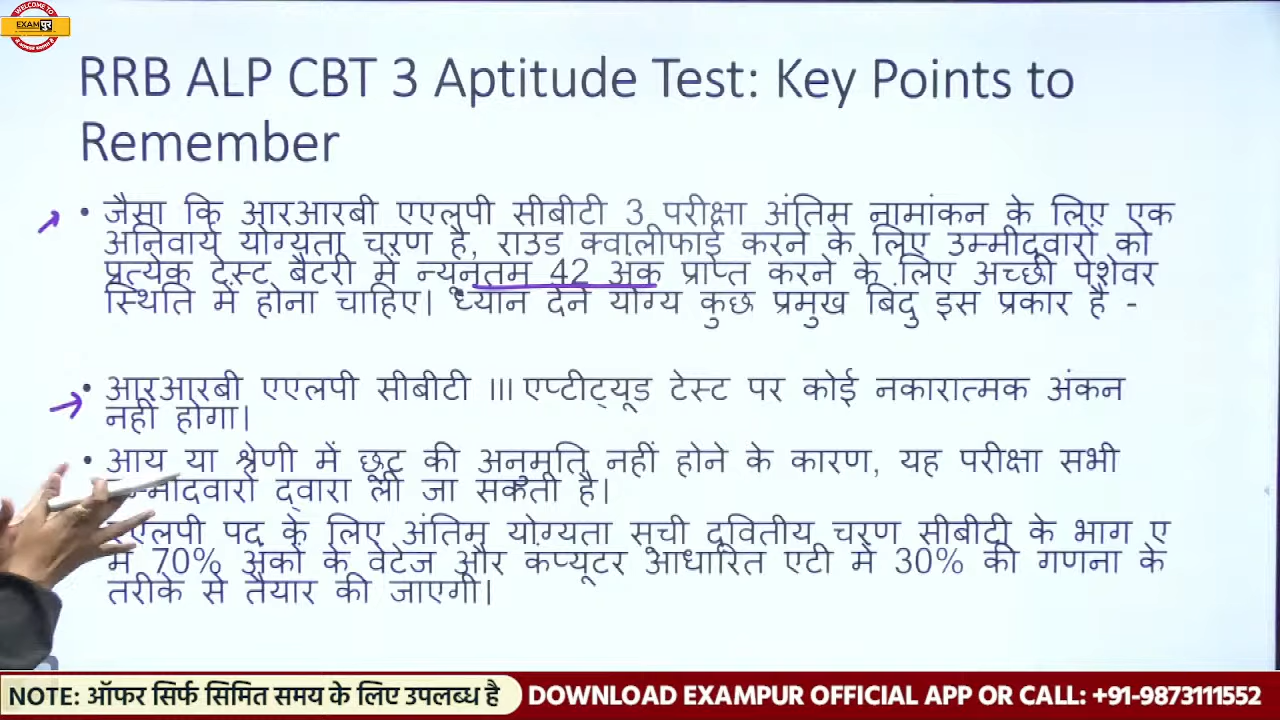 WELCOME TO
EXAMपुर
RRB ALP CBT 3 Aptitude Test: Key Points to
Remember
• जैसा कि आरआरबी एएलपी सीबीटी 3 परीक्षा अंतिम नामांकन के लिए एक
अनिवार्य योग्यता चरण है, राउंड क्वालीफाई करने के लिए उम्मीदवारों को
प्रत्येक टेस्ट बैटरी में न्यूनतम 42 अंक प्राप्त करने के लिए अच्छी पेशेवर
स्थिति में होना चाहिए। ध्यान देने योग्य कुछ प्रमुख बिंदु इस प्रकार हैं -
• आरआरबी एएलपी सीबीटी III एप्टीट्यूड टेस्ट पर कोई नकारात्मक अंकन
नहीं होगा।
• आय या श्रेणी में छूट की अनुमति नहीं होने के कारण, यह परीक्षा सभी
उम्मीदवारों द्वारा ली जा सकती है।
एएलपी पद के लिए अंतिम योग्यता सूची द्वितीय चरण सीबीटी के भाग ए
में 70% अंकों के वेटेज और कंप्यूटर आधारित एटी में 30% की गणना के
तरीके से तैयार की जाएगी।
NOTE: ऑफर सिर्फ सिमित समय के लिए उपलब्ध है DOWNLOAD EXAMPUR OFFICIAL APP OR CALL: +91-9873111552